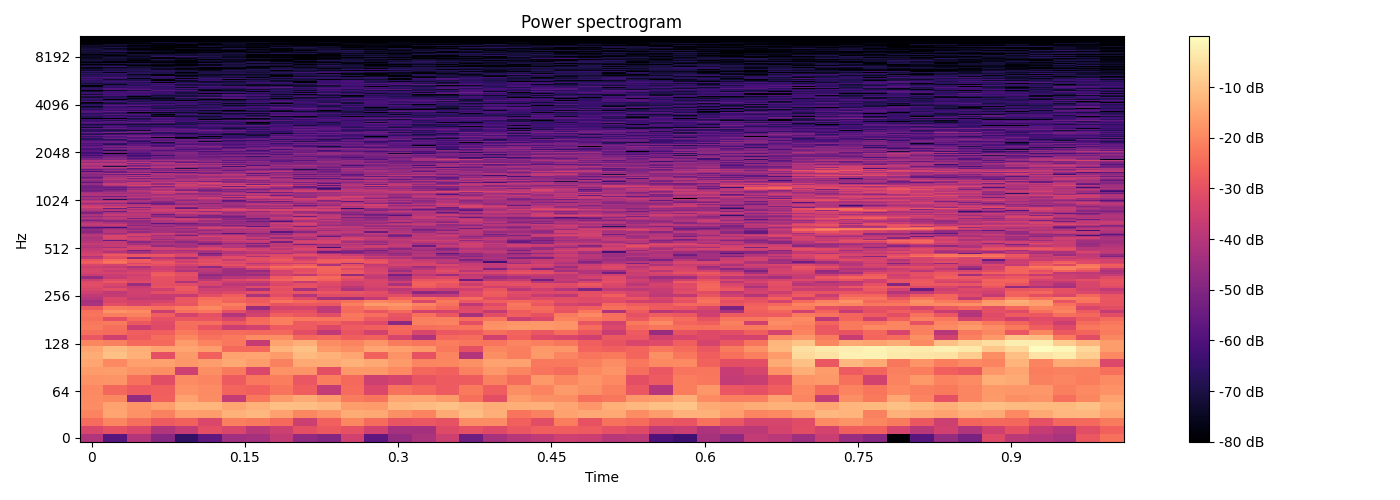 Power spectrogram
8192
4096
2048
1024
512
256
128
64
0
Hz
0
0.15
0.3
0.45
0.6
0.75
0.9
Time
-10 dB
-20 dB
-30 dB
-40 dB
-50 dB
-60 dB
-70 dB
-80 dB